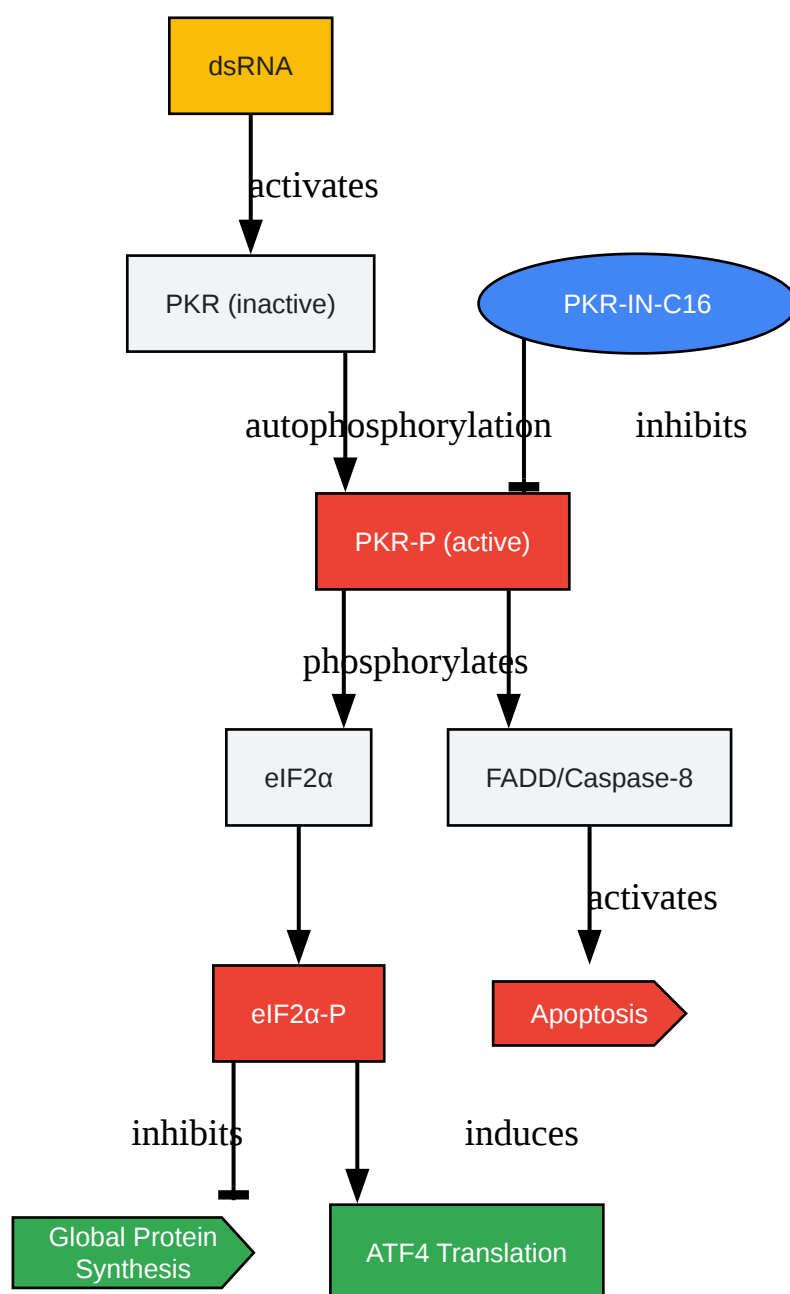 dsRNA
activates
PKR (inactive)
PKR-IN-C16
autophosphorylation
inhibits
PKR-P (active)
phosphorylates
eIF2α
FADD/Caspase-8
activates
eIF2α-P
Apoptosis
inhibits
induces
Global Protein
Synthesis
ATF4 Translation